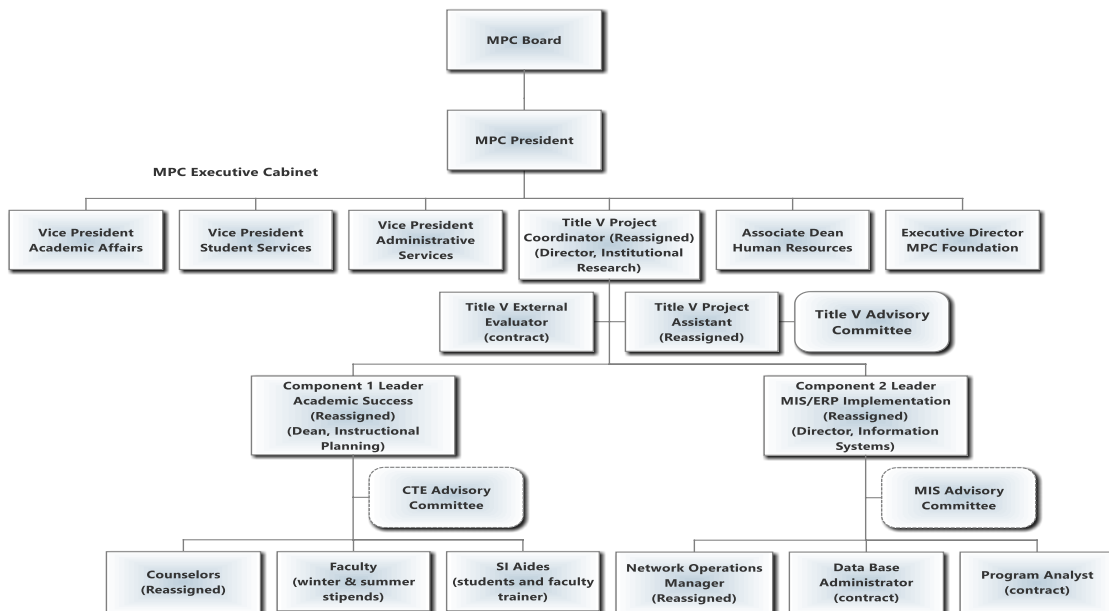 MPC Board
MPC President
MPC Executive Cabinet
Vice President
Academic Affairs
Vice President
Student Services
Vice President
Administrative
Services
Title V Project
Coordinator (Reassigned)
(Director, Institutional
Research)
Associate Dean
Human Resources
Executive Director
MPC Foundation
Title V External
Evaluator
(contract)
Title V Project
Assistant
(Reassigned)
Title V Advisory
Committee
Component 1 Leader
Academic Success
(Reassigned)
(Dean, Instructional
Planning)
Component 2 Leader
MIS/ERP Implementation
(Reassigned)
(Director, Information
Systems)
CTE Advisory
Committee
MIS Advisory
Committee
Counselors
(Reassigned)
Faculty
(winter & summer
stipends)
SI Aides
(students and faculty
trainer)
Network Operations
Manager
(Reassigned)
Data Base
Administrator
(contract)
Program Analyst
(contract)